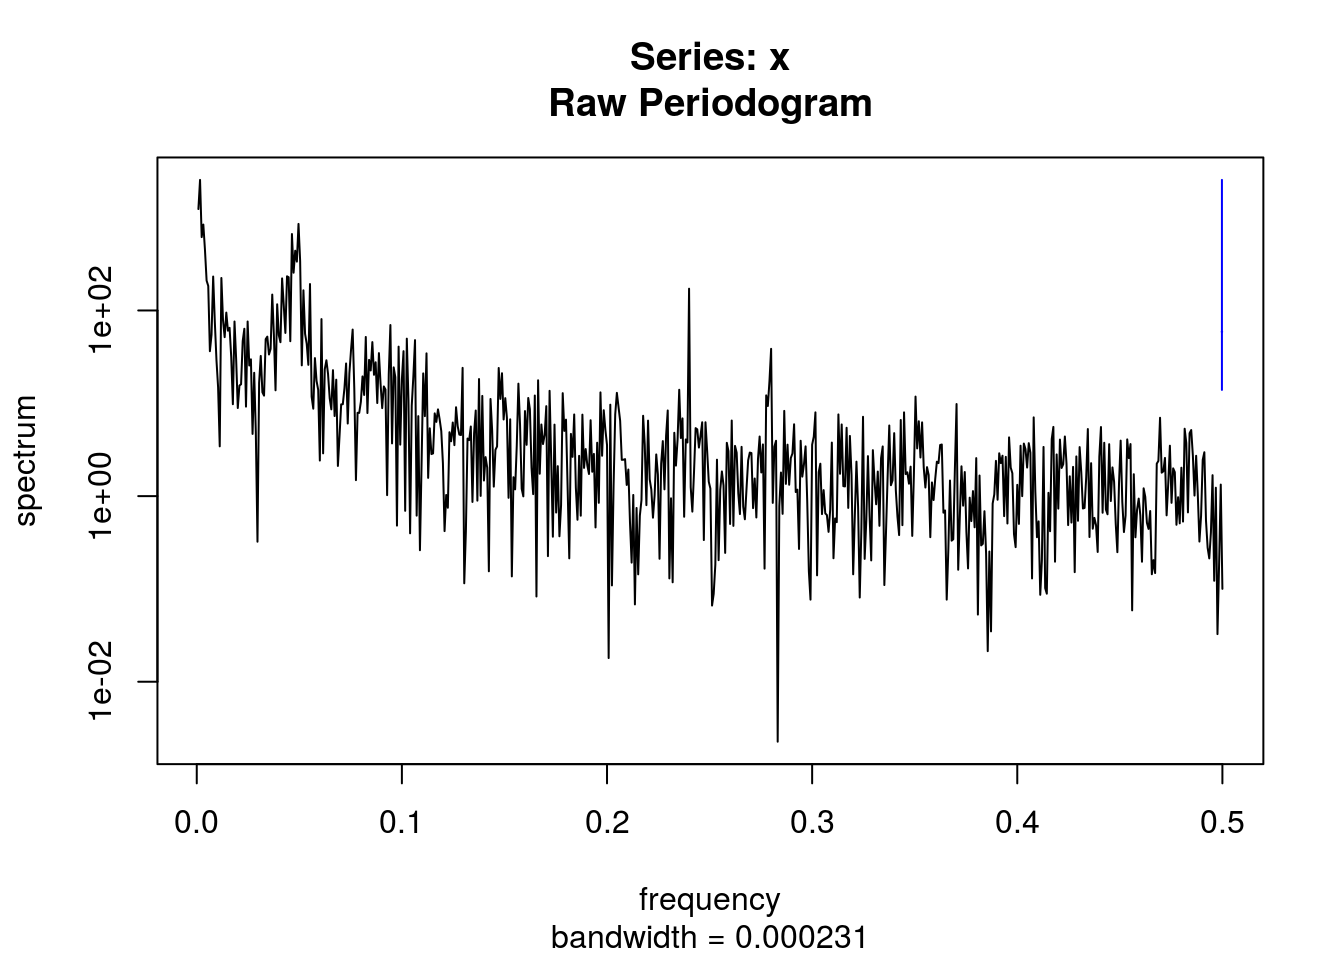 Series: x
Raw Periodogram
spectrum
1e+02
1e+00
1e-02
0.0 0.1 0.2 0.3 0.4 0.5
frequency
bandwidth = 0.000231